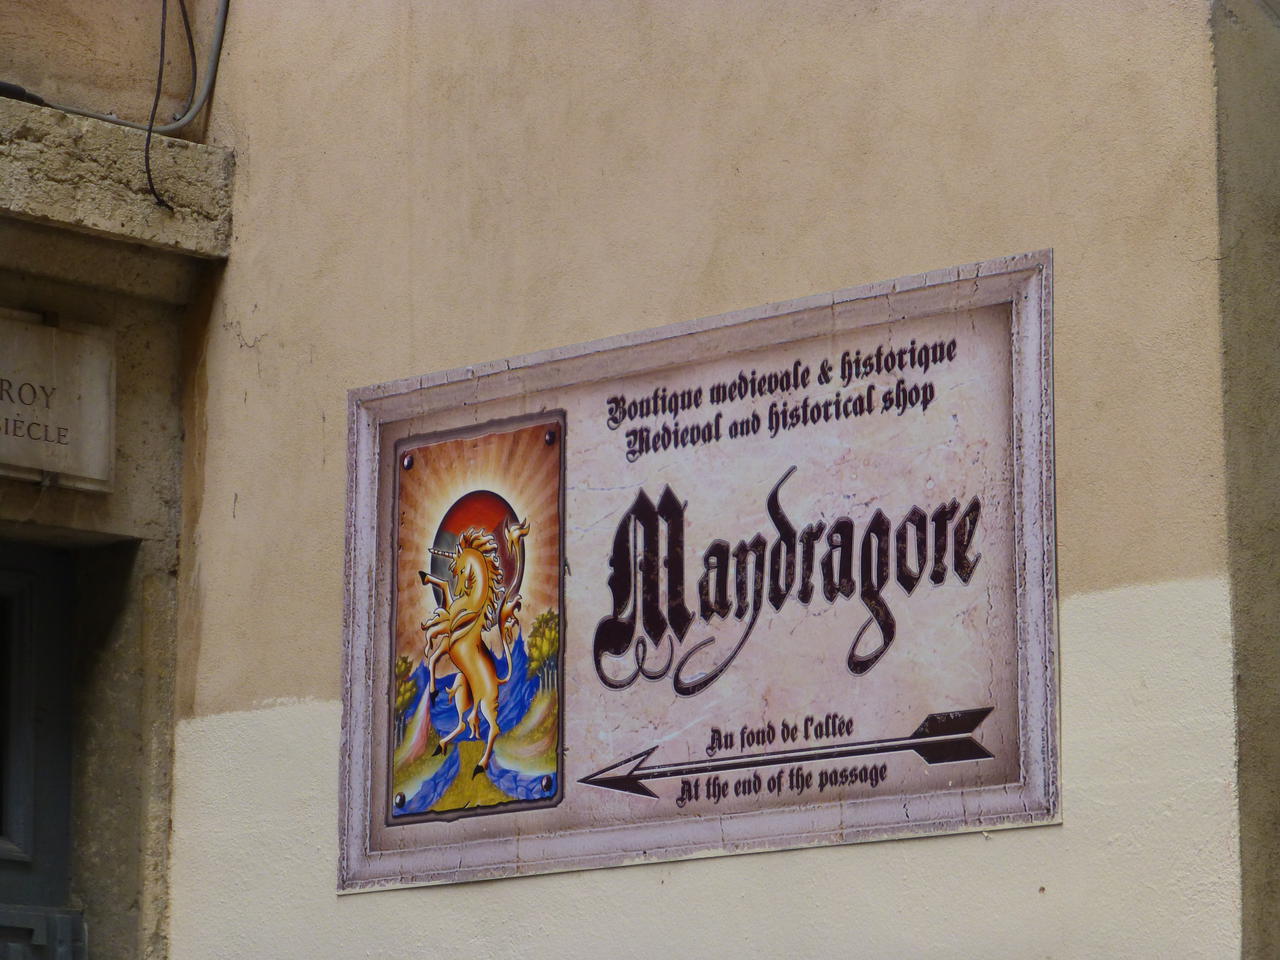 ROY
SIÈCLE
Boutique medievale & historique
Medieval and historical shop
Mandragore
Au fond de l'allée
At the end of the passage